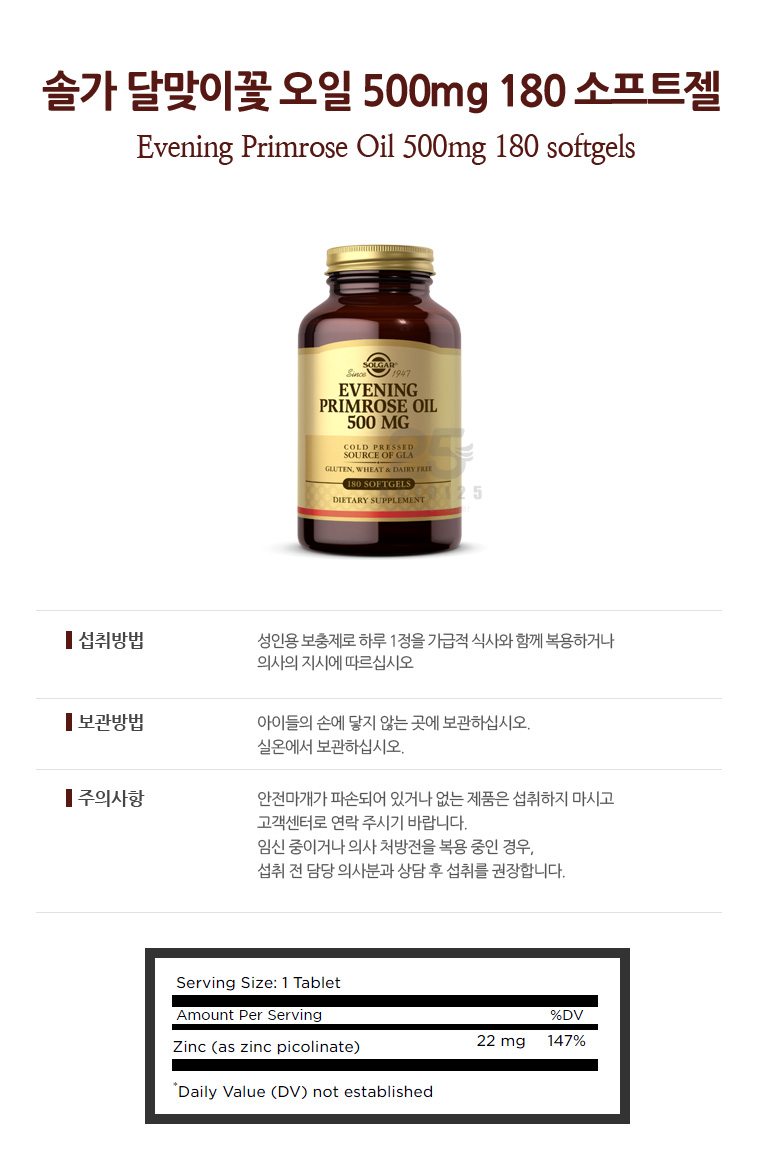 솔가 달맞이꽃 오일 500mg 180 소프트젤
Evening Primrose Oil 500mg 180 softgels
SOLGAR®
Since 1947
EVENING
PRIMROSE OIL
500 MG
COLD PRESSED
SOURCE OF GLA
GLUTEN, WHEAT & DAIRY FREE
180 SOFTGELS
DIETARY SUPPLEMENT
섭취방법
성인용 보충제로 하루 1정을 가급적 식사와 함께 복용하거나
의사의 지시에 따르십시오
보관방법
아이들의 손에 닿지 않는 곳에 보관하십시오.
실온에서 보관하십시오.
주의사항
안전마개가 파손되어 있거나 없는 제품은 섭취하지 마시고
고객센터로 연락 주시기 바랍니다.
임신 중이거나 의사 처방전을 복용 중인 경우,
섭취 전 담당 의사분과 상담 후 섭취를 권장합니다.
Serving Size: 1 Tablet
Amount Per Serving %DV
Zinc (as zinc picolinate) 22 mg 147%
*Daily Value (DV) not established